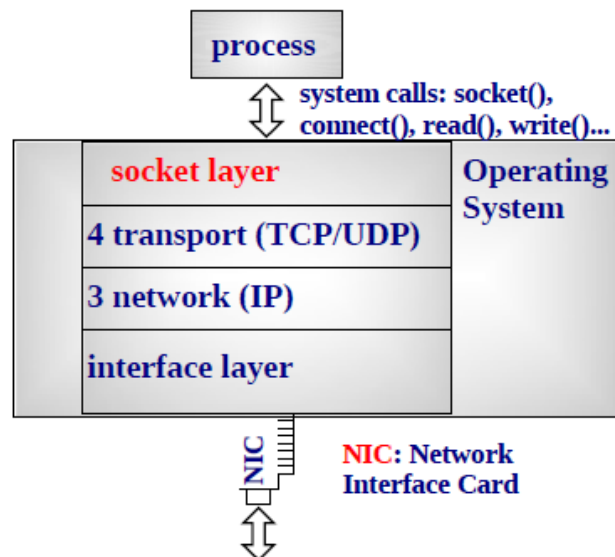 process
system calls: socket(),
connect(), read(), write()...
socket layer
Operating
System
4 transport (TCP/UDP)
3 network (IP)
interface layer
NIC
NIC: Network
Interface Card